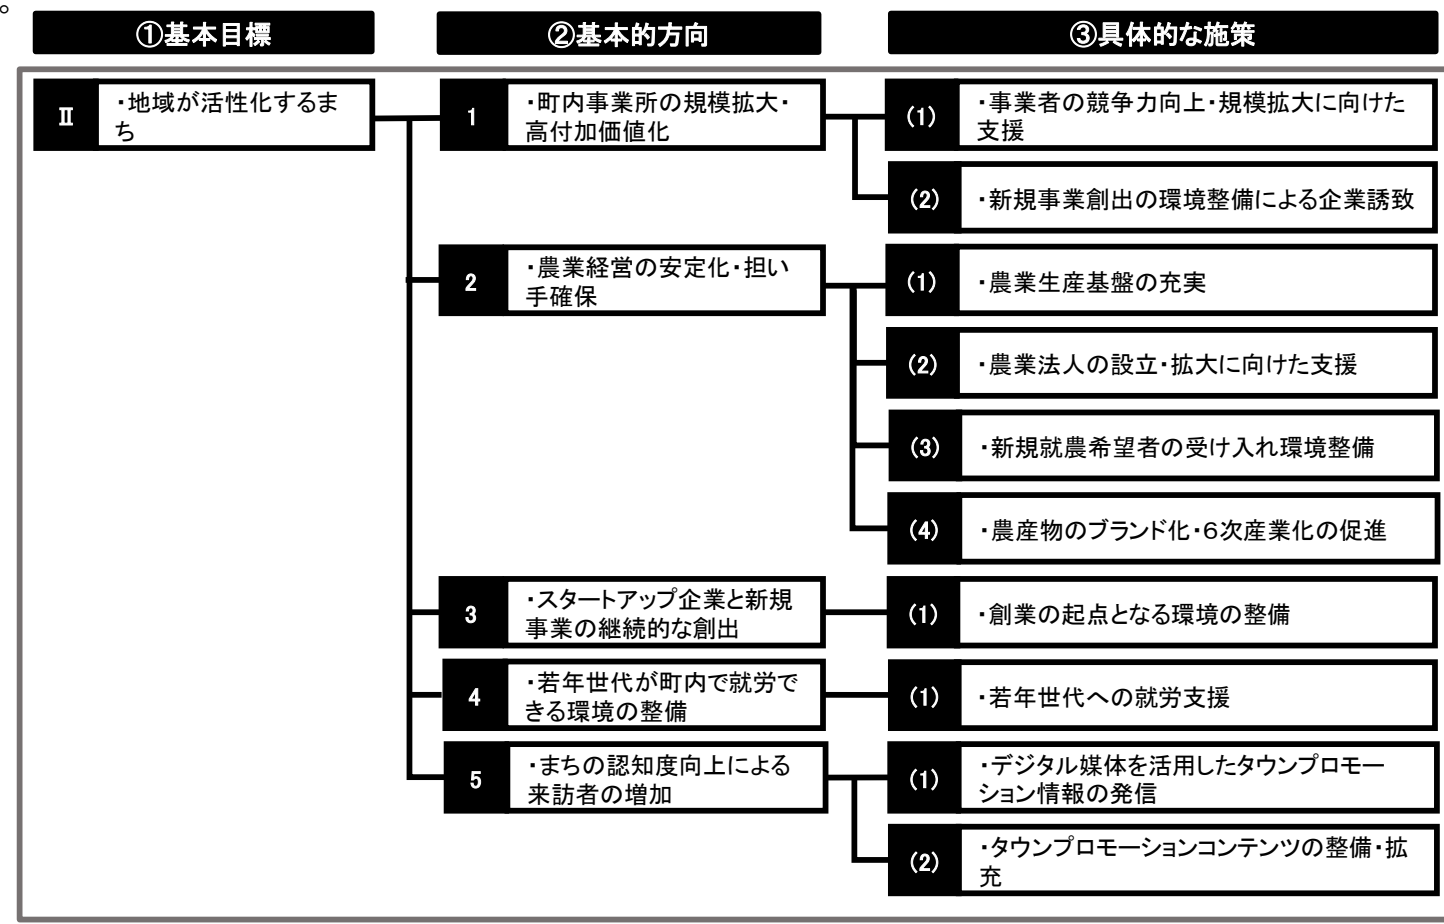 。
①基本目標
②基本的方向
③具体的な施策
Ⅱ
・地域が活性化するま
ち
1
・町内事業所の規模拡大・
高付加価値化
(1)
・事業者の競争力向上・規模拡大に向けた
支援
(2)
・新規事業創出の環境整備による企業誘致
2
・農業経営の安定化・担い
手確保
(1)
・農業生産基盤の充実
(2)
・農業法人の設立・拡大に向けた支援
(3)
・新規就農希望者の受け入れ環境整備
(4)
・農産物のブランド化・6次産業化の促進
3
・スタートアップ企業と新規
事業の継続的な創出
(1)
・創業の起点となる環境の整備
4
・若年世代が町内で就労で
きる環境の整備
(1)
・若年世代への就労支援
5
・まちの認知度向上による
来訪者の増加
(1)
・デジタル媒体を活用したタウンプロモー
ション情報の発信
(2)
・タウンプロモーションコンテンツの整備・拡
充